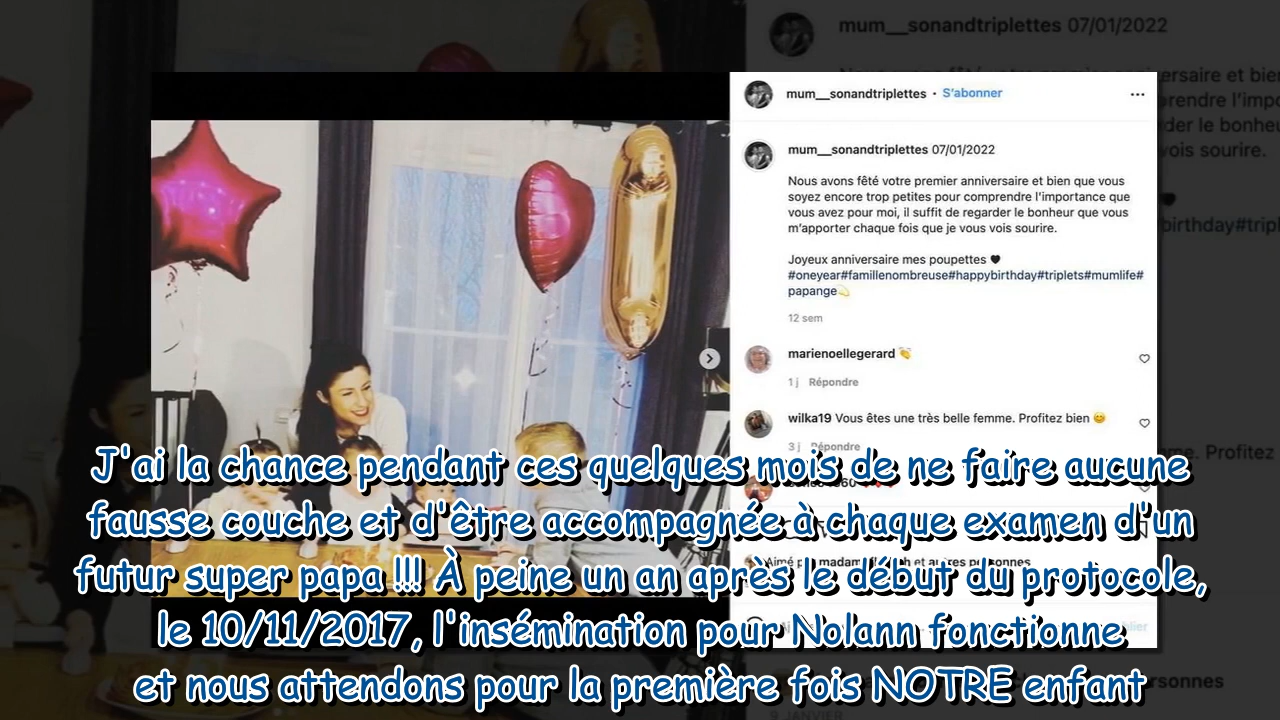 mum__sonandtriplettes 07/01/2022
mum__sonandtriplettes • S'abonner
mum__sonandtriplettes 07/01/2022
Nous avons fêté votre premier anniversaire et bien que vous
soyez encore trop petites pour comprendre l'importance que
vous avez pour moi, il suffit de regarder le bonheur que vous
m'apporter chaque fois que je vous vois sourire.
Joyeux anniversaire mes poupettes 🖤
#oneyear#famillenombreuse#happybirthday#triplets#mumlife#
papange💫
12 sem
marienoellegerard 👏
1 j Répondre
wilka19 Vous êtes une très belle femme. Profitez bien 😊
3 j Répondre
J'ai la chance pendant ces quelques mois de ne faire aucune
fausse couche et d'être accompagnée à chaque examen d'un
futur super papa !!! À peine un an après le début du protocole,
le 10/11/2017, l'insémination pour Nolann fonctionne
et nous attendons pour la première fois NOTRE enfant